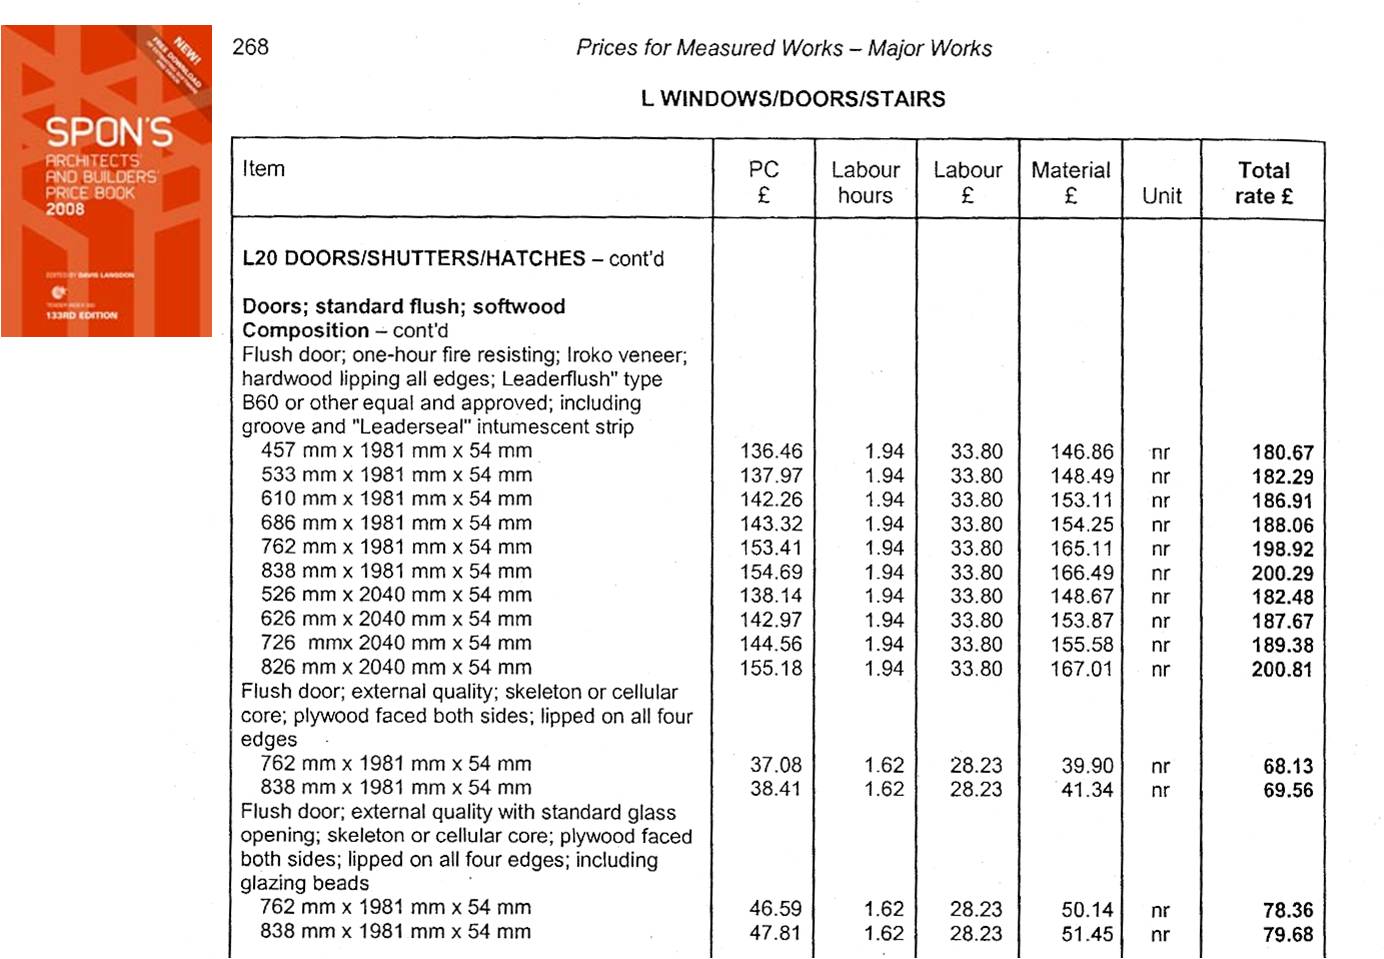 NEW!
FREE DOWNLOAD
SPON'S
ARCHITECTS'
AND BUILDERS'
PRICE BOOK
2008
EDITED BY DAVIS LANGDON
133RD EDITION
268
Prices for Measured Works – Major Works
L WINDOWS/DOORS/STAIRS
Item PC £ Labour hours Labour £ Material £ Unit Total rate £
L20 DOORS/SHUTTERS/HATCHES – cont'd
Doors; standard flush; softwood
Composition – cont'd
Flush door; one-hour fire resisting; Iroko veneer;
hardwood lipping all edges; Leaderflush" type
B60 or other equal and approved; including
groove and "Leaderseal" intumescent strip
457 mm x 1981 mm x 54 mm 136.46 1.94 33.80 146.86 nr 180.67
533 mm x 1981 mm x 54 mm 137.97 1.94 33.80 148.49 nr 182.29
610 mm x 1981 mm x 54 mm 142.26 1.94 33.80 153.11 nr 186.91
686 mm x 1981 mm x 54 mm 143.32 1.94 33.80 154.25 nr 188.06
762 mm x 1981 mm x 54 mm 153.41 1.94 33.80 165.11 nr 198.92
838 mm x 1981 mm x 54 mm 154.69 1.94 33.80 166.49 nr 200.29
526 mm x 2040 mm x 54 mm 138.14 1.94 33.80 148.67 nr 182.48
626 mm x 2040 mm x 54 mm 142.97 1.94 33.80 153.87 nr 187.67
726 mmx 2040 mm x 54 mm 144.56 1.94 33.80 155.58 nr 189.38
826 mm x 2040 mm x 54 mm 155.18 1.94 33.80 167.01 nr 200.81
Flush door; external quality; skeleton or cellular
core; plywood faced both sides; lipped on all four
edges
762 mm x 1981 mm x 54 mm 37.08 1.62 28.23 39.90 nr 68.13
838 mm x 1981 mm x 54 mm 38.41 1.62 28.23 41.34 nr 69.56
Flush door; external quality with standard glass
opening; skeleton or cellular core; plywood faced
both sides; lipped on all four edges; including
glazing beads
762 mm x 1981 mm x 54 mm 46.59 1.62 28.23 50.14 nr 78.36
838 mm x 1981 mm x 54 mm 47.81 1.62 28.23 51.45 nr 79.68